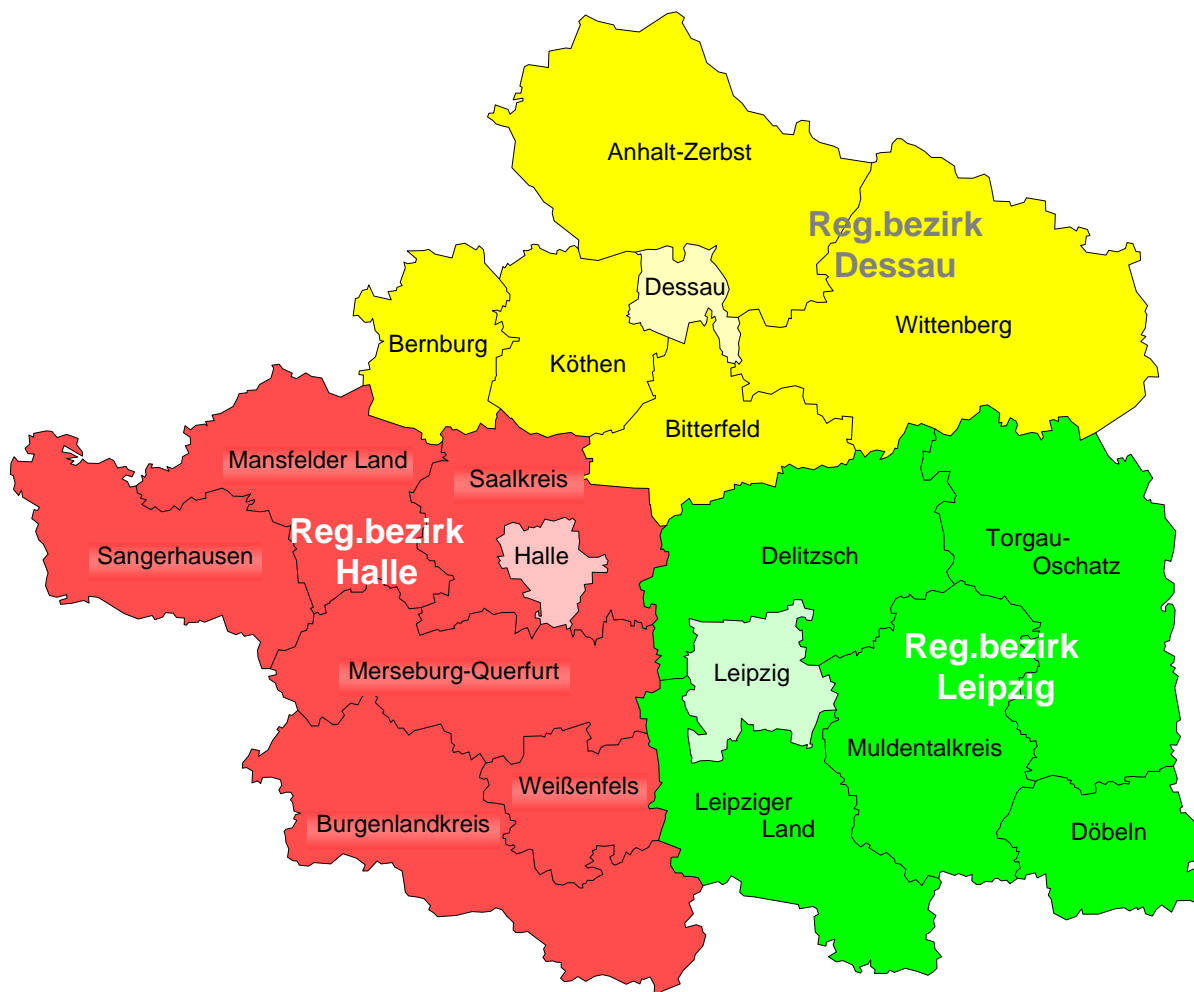 Anhalt-Zerbst
Reg.bezirk
Dessau
Dessau
Wittenberg
Bernburg
Köthen
Bitterfeld
Mansfelder Land
Saalkreis
Reg.bezirk
Halle
Sangerhausen
Halle
Delitzsch
Torgau-
Oschatz
Merseburg-Querfurt
Leipzig
Reg.bezirk
Leipzig
Muldentalkreis
Weißenfels
Burgenlandkreis
Leipziger
Land
Döbeln